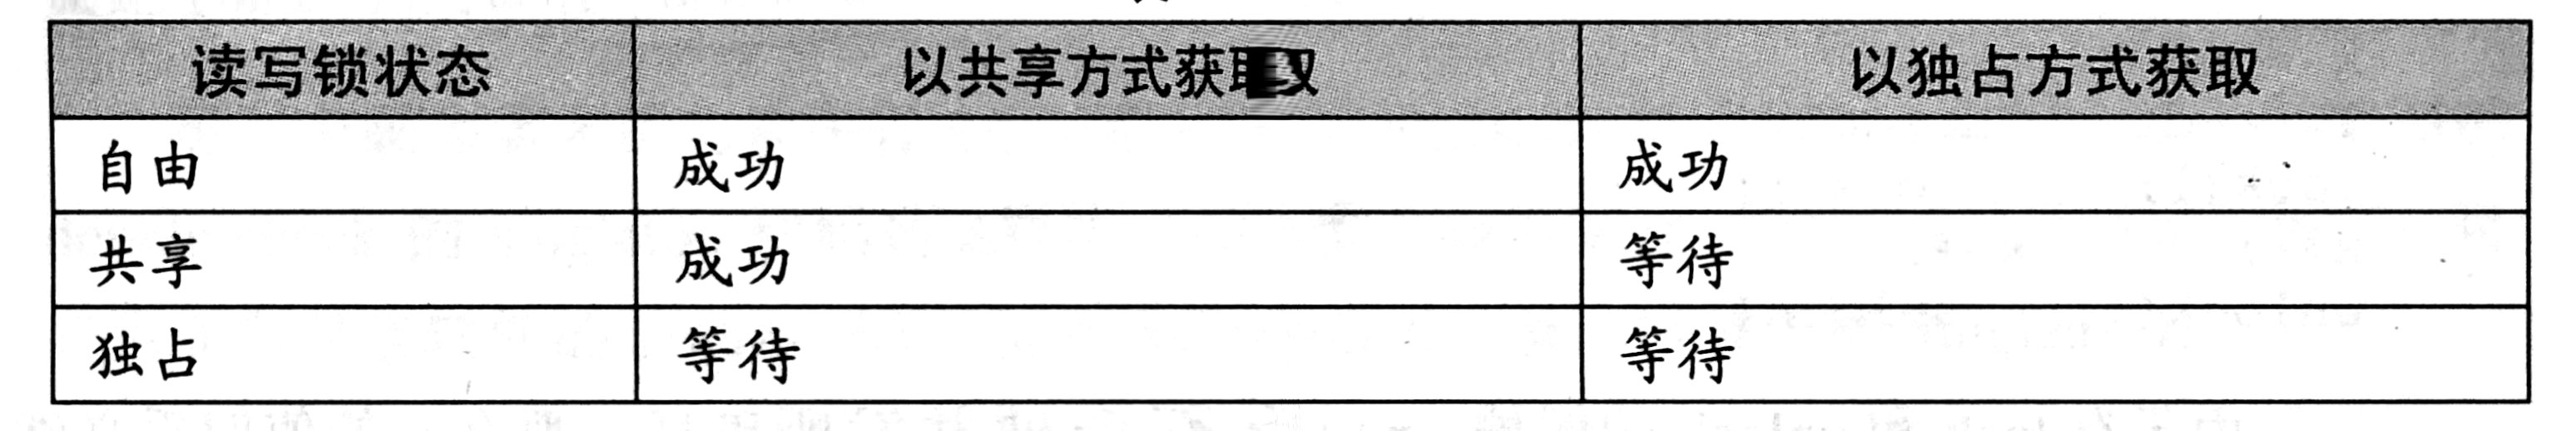 读写锁状态 以共享方式获取 以独占方式获取
自由 成功 成功
共享 成功 等待
独占 等待 等待